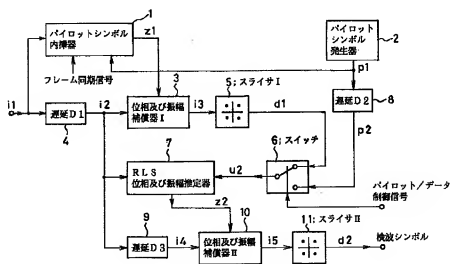 1
パイロットシンボル
内挿器
z1
パイロット
シンボル
発生器
2
フレーム同期信号
p1
i1
遅延D1
4
i2
3
位相及び振幅
補償器I
i3
5;スライサI
d1
遅延D2
8
p2
7
RLS
位相及び振幅推定器
u2
6;スイッチ
z2
パイロット/データ
制御信号
9
遅延D3
i4
10
位相及び振幅
補償器II
i5
11;スライサII
d2
検波シンボル